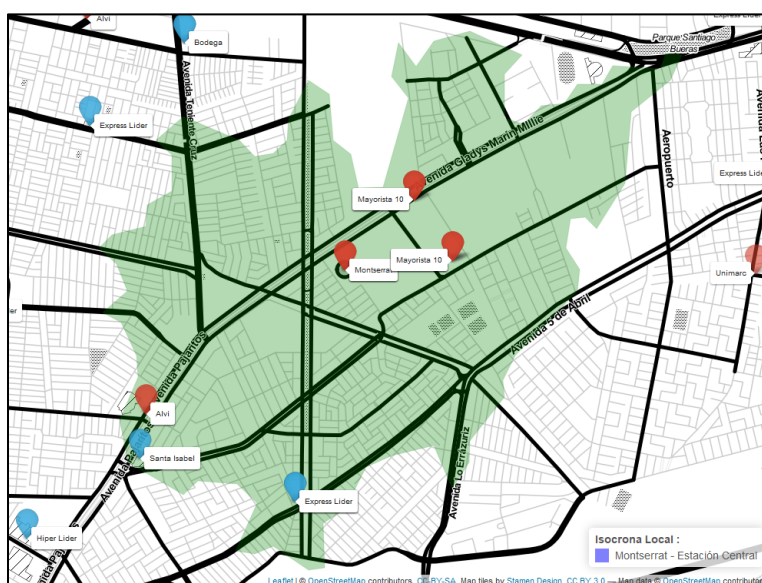 Alvi
Bodega
Parque Santiago
Bueras
Express Lider
Avenida Teniente Cruz
Express Lider
Avenida Gladys Marín Millie
Aeropuerto
Mayorista 10
Express Lider
Mayorista 10
Montserrat
Unimarc
Avenida 5 de Abril
Avenida Pajaritos
Alvi
Santa Isabel
Express Lider
Avenida Lo Errázuriz
Hiper Lider
Isocrona Local :
Montserrat - Estación Central
Leaflet | © OpenStreetMap contributors, CC-BY-SA, Map tiles by Stamen Design, CC BY 3.0 — Map data © OpenStreetMap contributors